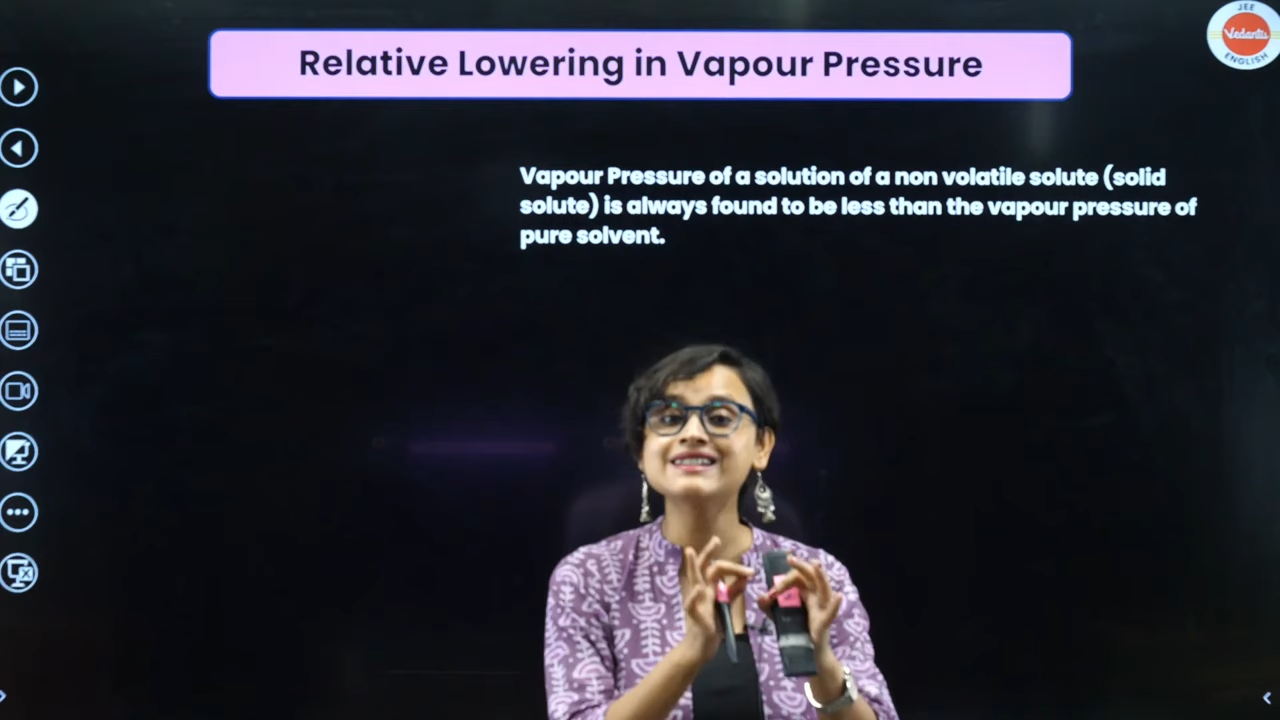 Relative Lowering in Vapour Pressure
JEE
Vedantu
ENGLISH
Vapour Pressure of a solution of a non volatile solute (solid
solute) is always found to be less than the vapour pressure of
pure solvent.